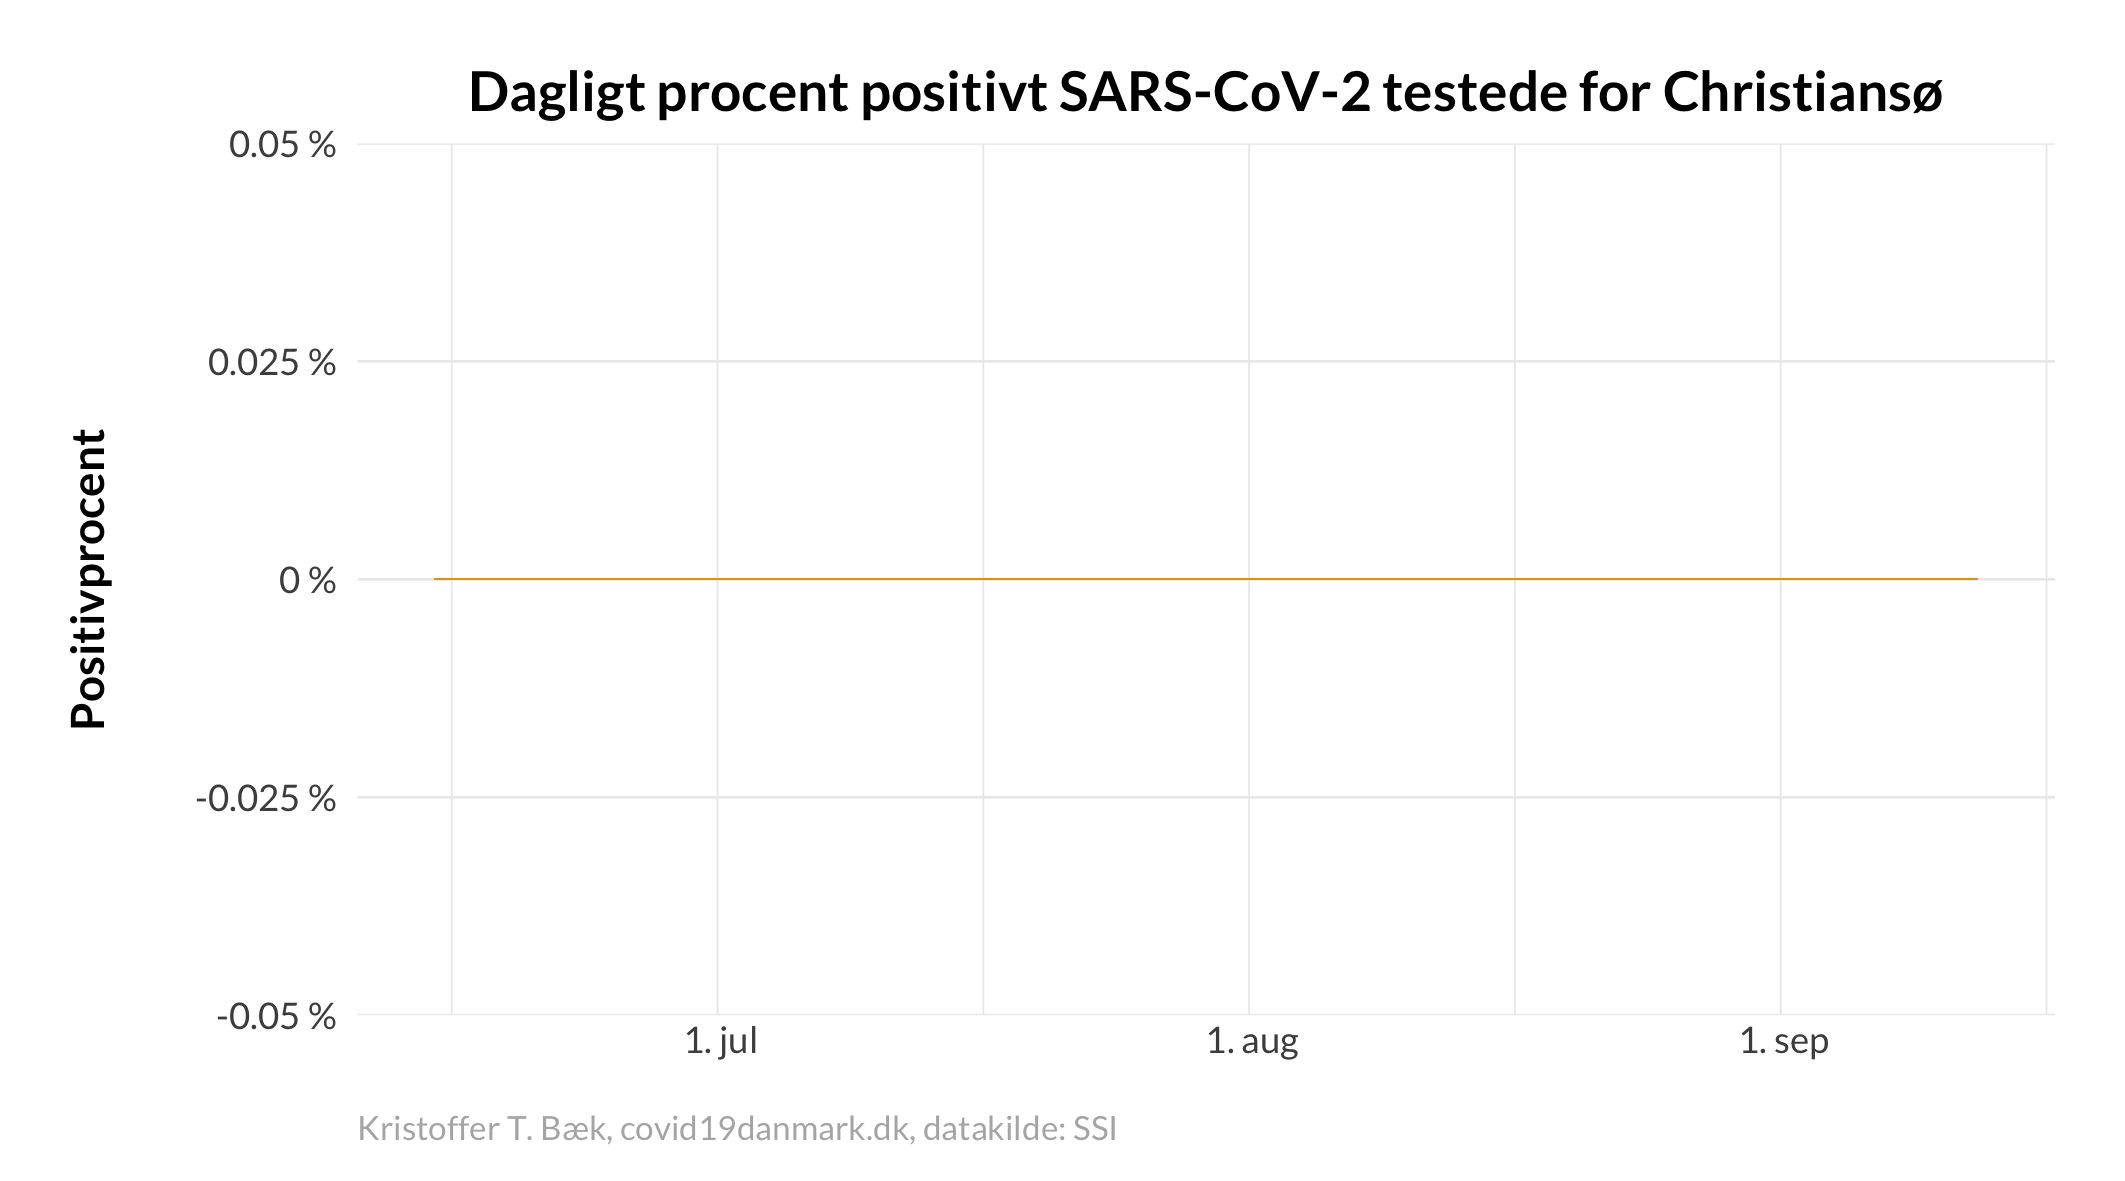 Dagligt procent positivt SARS-CoV-2 testede for Christiansø
Positivprocent
0.05 %
0.025 %
0 %
-0.025 %
-0.05 %
1. jul
1. aug
1. sep
Kristoffer T. Bæk, covid19danmark.dk, datakilde: SSI